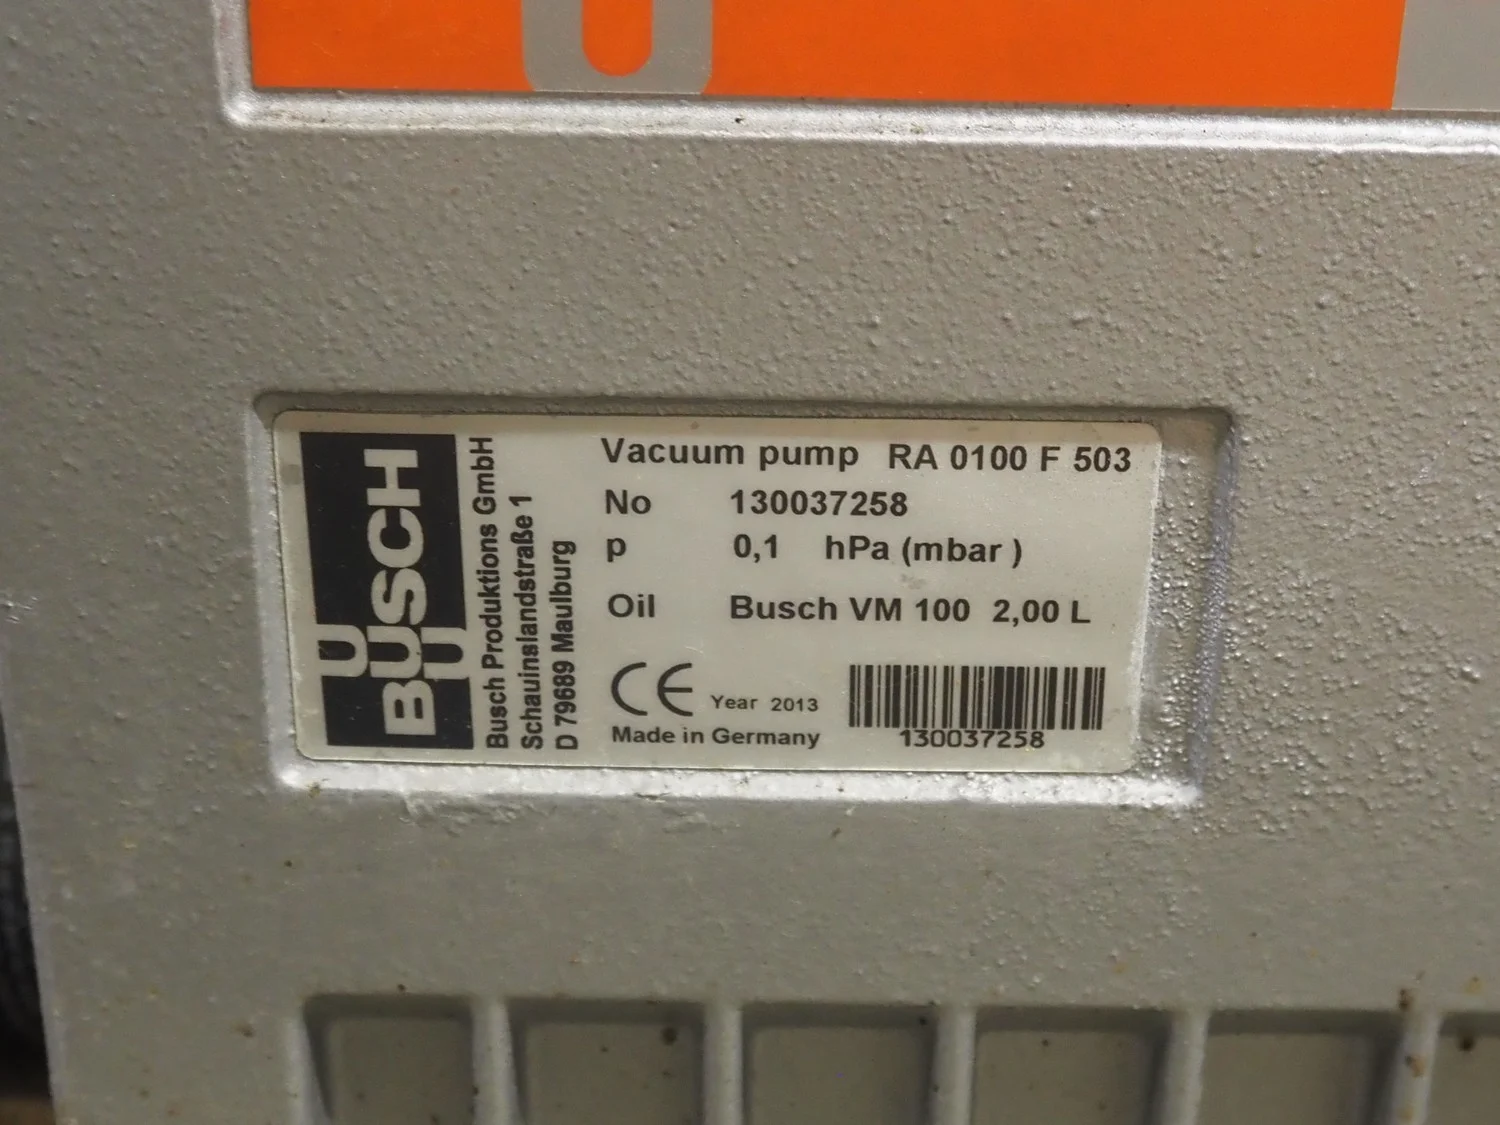 BUSCH
Busch Produktions GmbH
Schauinslandstraße 1
D 79689 Maulburg
Vacuum pump RA 0100 F 503
No 130037258
p 0,1 hPa (mbar )
Oil Busch VM 100 2,00 L
CE Year 2013
Made in Germany
130037258